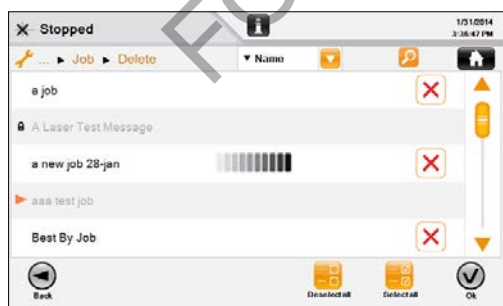 Stopped
1/31/2014
3:36:47 PM
... ▸ Job ▸ Delete
▾ Name
a job
A Laser Test Message
a new job 28-jan
aaa test job
Best By Job
Back
Deselect all
Select all
Ok